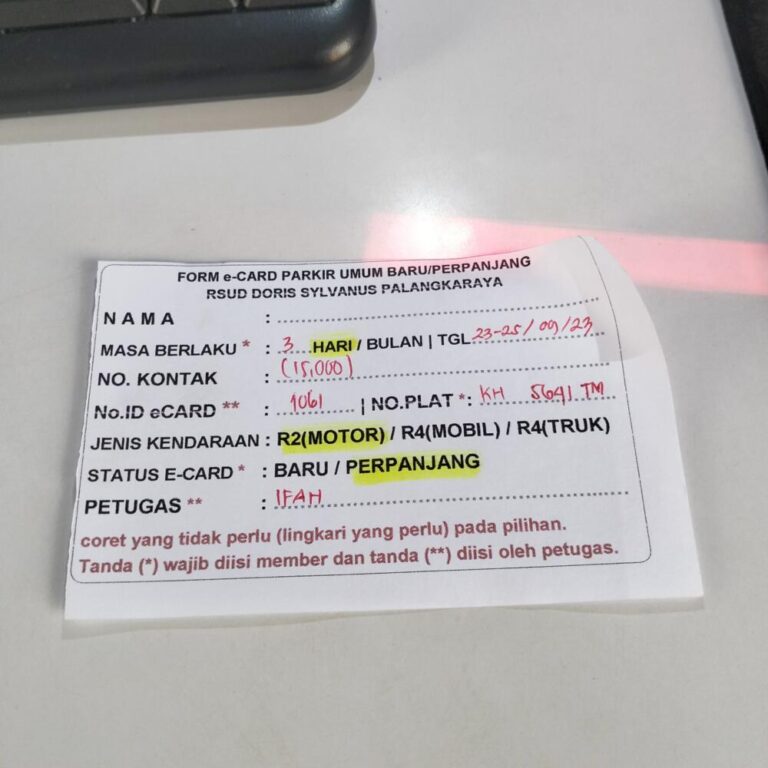 FORM e-CARD PARKIR UMUM BARU/PERPANJANG
RSUD DORIS SYLVANUS PALANGKARAYA
NAMA :
MASA BERLAKU * : 3 HARI / BULAN | TGL 23-25/09/23
NO. KONTAK : (15,000)
No.ID eCARD ** : 1061 | NO.PLAT *: KH 5641 TM
JENIS KENDARAAN : R2(MOTOR) / R4(MOBIL) / R4(TRUK)
STATUS E-CARD * : BARU / PERPANJANG
PETUGAS ** : IFAH
coret yang tidak perlu (lingkari yang perlu) pada pilihan.
Tanda (*) wajib diisi member dan tanda (**) diisi oleh petugas.